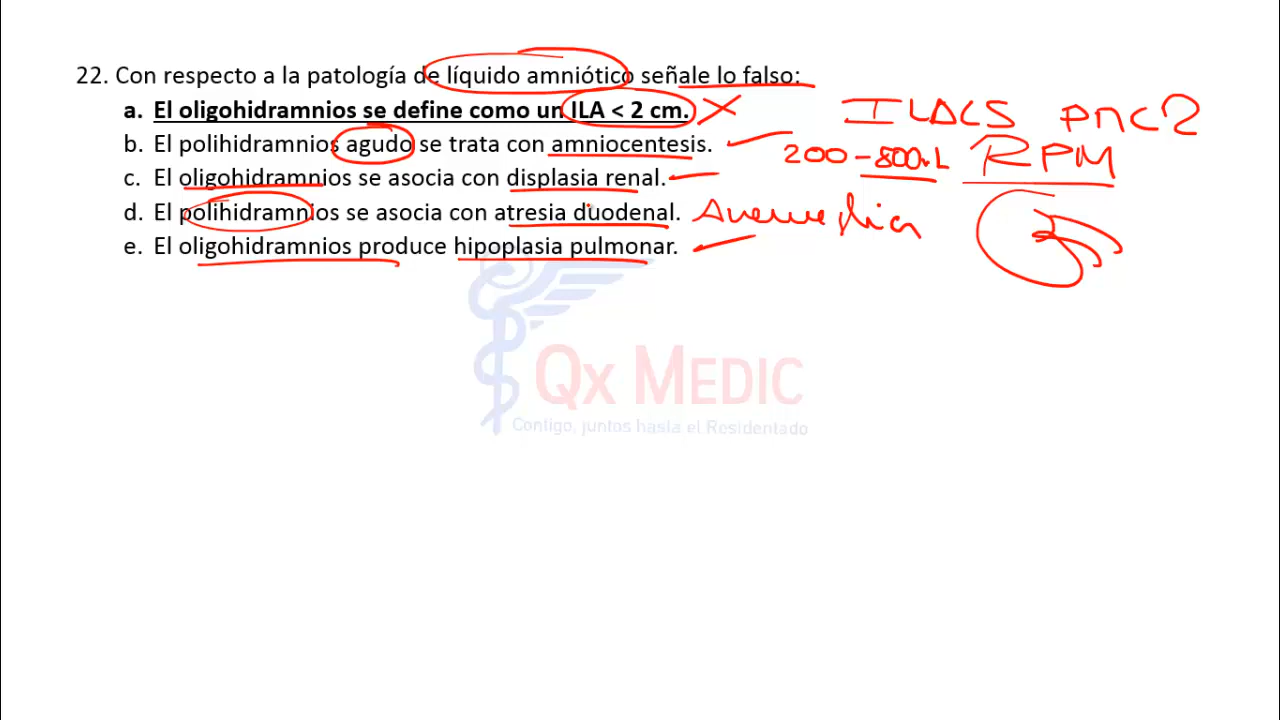 22. Con respecto a la patología de líquido amniótico señale lo falso:
a. El oligohidramnios se define como un ILA < 2 cm.
b. El polihidramnios agudo se trata con amniocentesis.
c. El oligohidramnios se asocia con displasia renal.
d. El polihidramnios se asocia con atresia duodenal.
e. El oligohidramnios produce hipoplasia pulmonar.
ILA<5 PMC2
200-800mL RPM
Qx MEDIC
Contigo, juntos hasta el Residentado